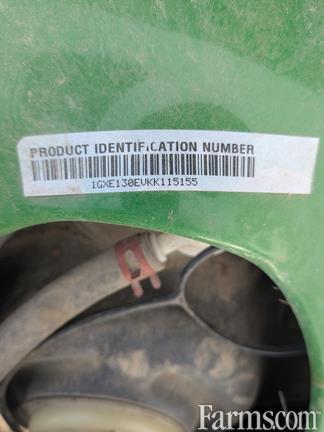 PRODUCT IDENTIFICATION NUMBER
1GXE130EVKK115155
Farms.com